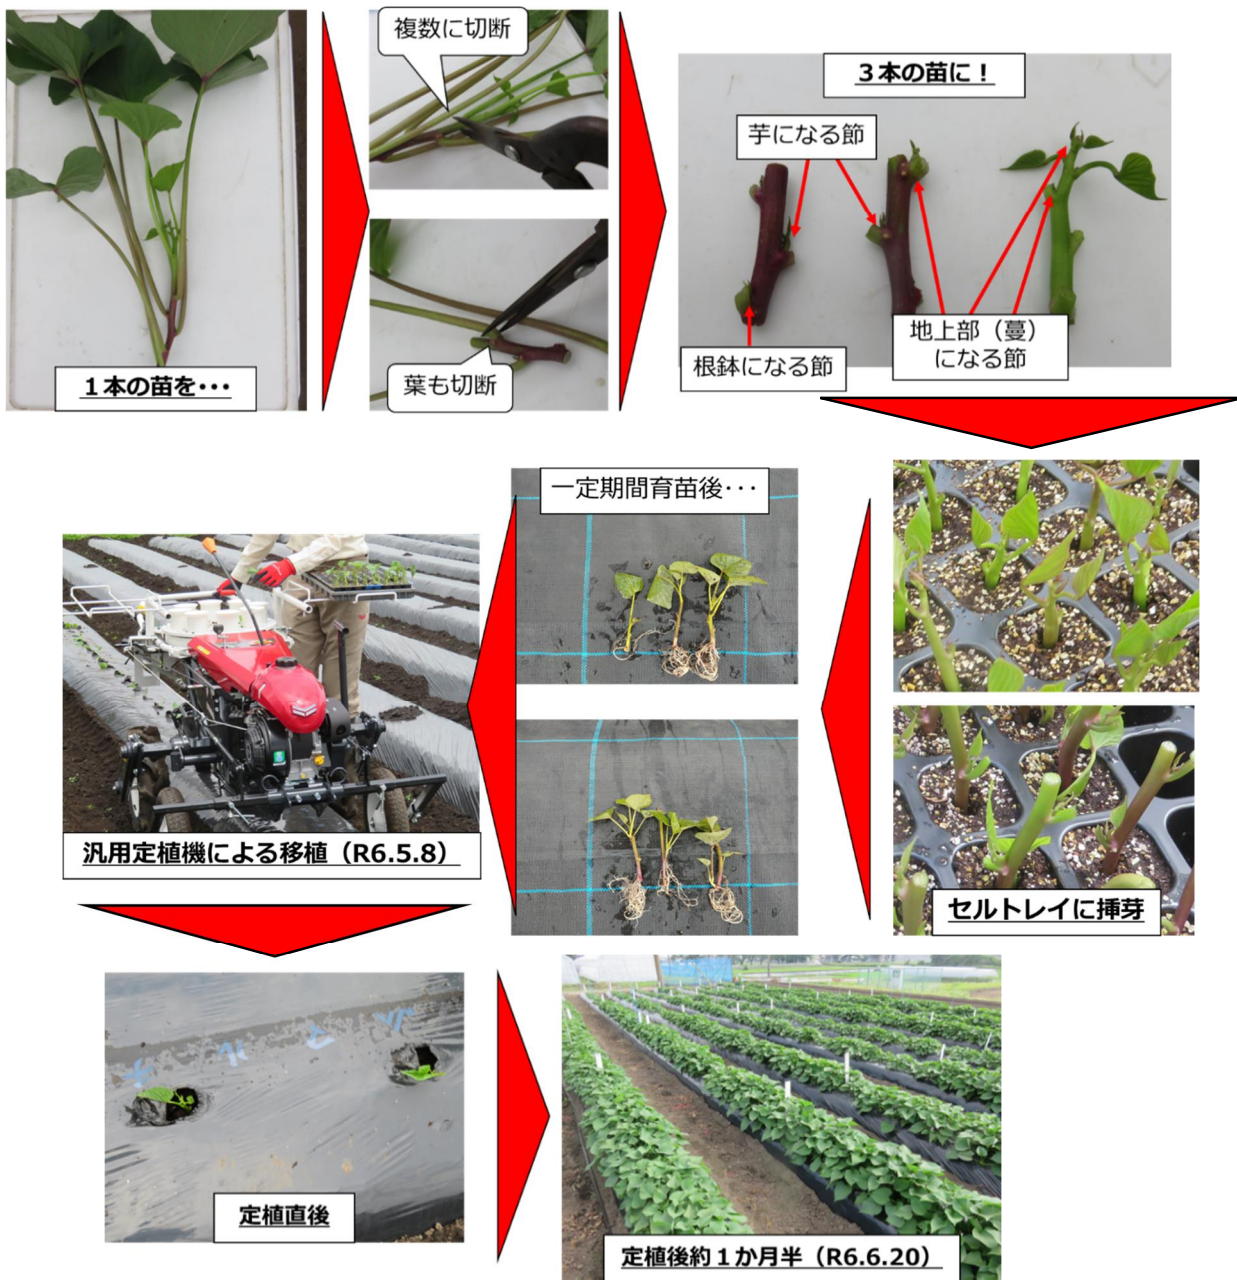 1本の苗を・・・
複数に切断
葉も切断
3本の苗に！
芋になる節
根鉢になる節
地上部（蔓）
になる節
セルトレイに挿芽
一定期間育苗後・・・
汎用定植機による移植（R6.5.8）
定植直後
定植後約1か月半（R6.6.20）